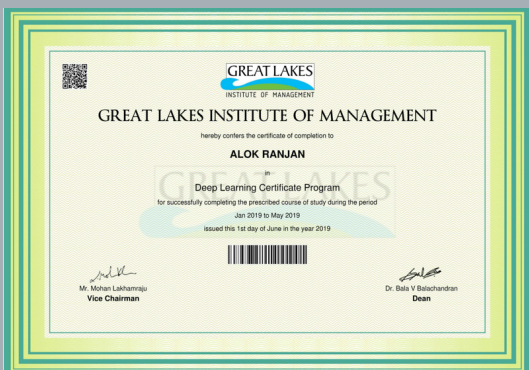 GREAT LAKES
INSTITUTE OF MANAGEMENT
GREAT LAKES INSTITUTE OF MANAGEMENT
hereby confers the certificate of completion to
ALOK RANJAN
in
Deep Learning Certificate Program
for successfully completing the prescribed course of study during the period
Jan 2019 to May 2019
issued this 1st day of June in the year 2019
GREAT LAKES
Mr. Mohan Lakhamraju
Vice Chairman
Dr. Bala V Balachandran
Dean